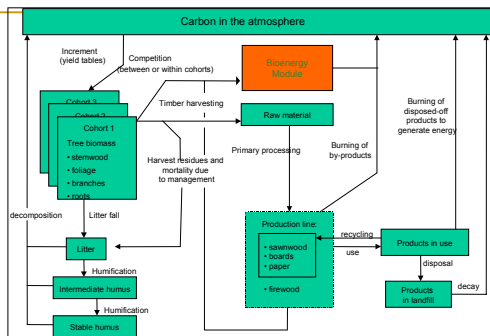 Carbon in the atmosphere
Increment
(yield tables)
Competition
(between or within cohorts)
Bioenergy
Module
Burning of
disposed-off
products to
generate energy
Cohort 3
Cohort 2
Cohort 1
Timber harvesting
Raw material
Tree biomass
• stemwood
• foliage
• branches
• roots
Primary processing
Burning of
by-products
Harvest residues and
mortality due
to management
decomposition
Litter fall
Litter
Humification
Intermediate humus
Humification
Stable humus
Production line:
• sawnwood
• boards
• paper
• firewood
recycling
use
Products in use
disposal
decay
Products
in landfill